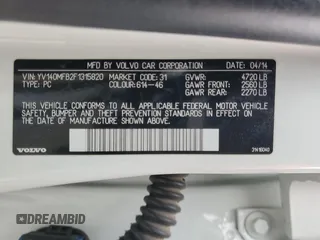 MFD BY VOLVO CAR CORPORATION DATE 04/14
VIN: YV140MFB2F1315820 MARKET CODE: 31 GVWR: 4720 LB
TYPE: PC COLOUR: 614-46 GAWR FRONT: 2560 LB
GAWR REAR: 2270 LB
THIS VEHICLE CONFORMS TO ALL APPLICABLE FEDERAL MOTOR VEHICLE
SAFETY, BUMPER AND THEFT PREVENTION STANDARDS IN EFFECT ON THE
DATE OF MANUFACTURE SHOWN ABOVE.
VOLVO
DREAMBID